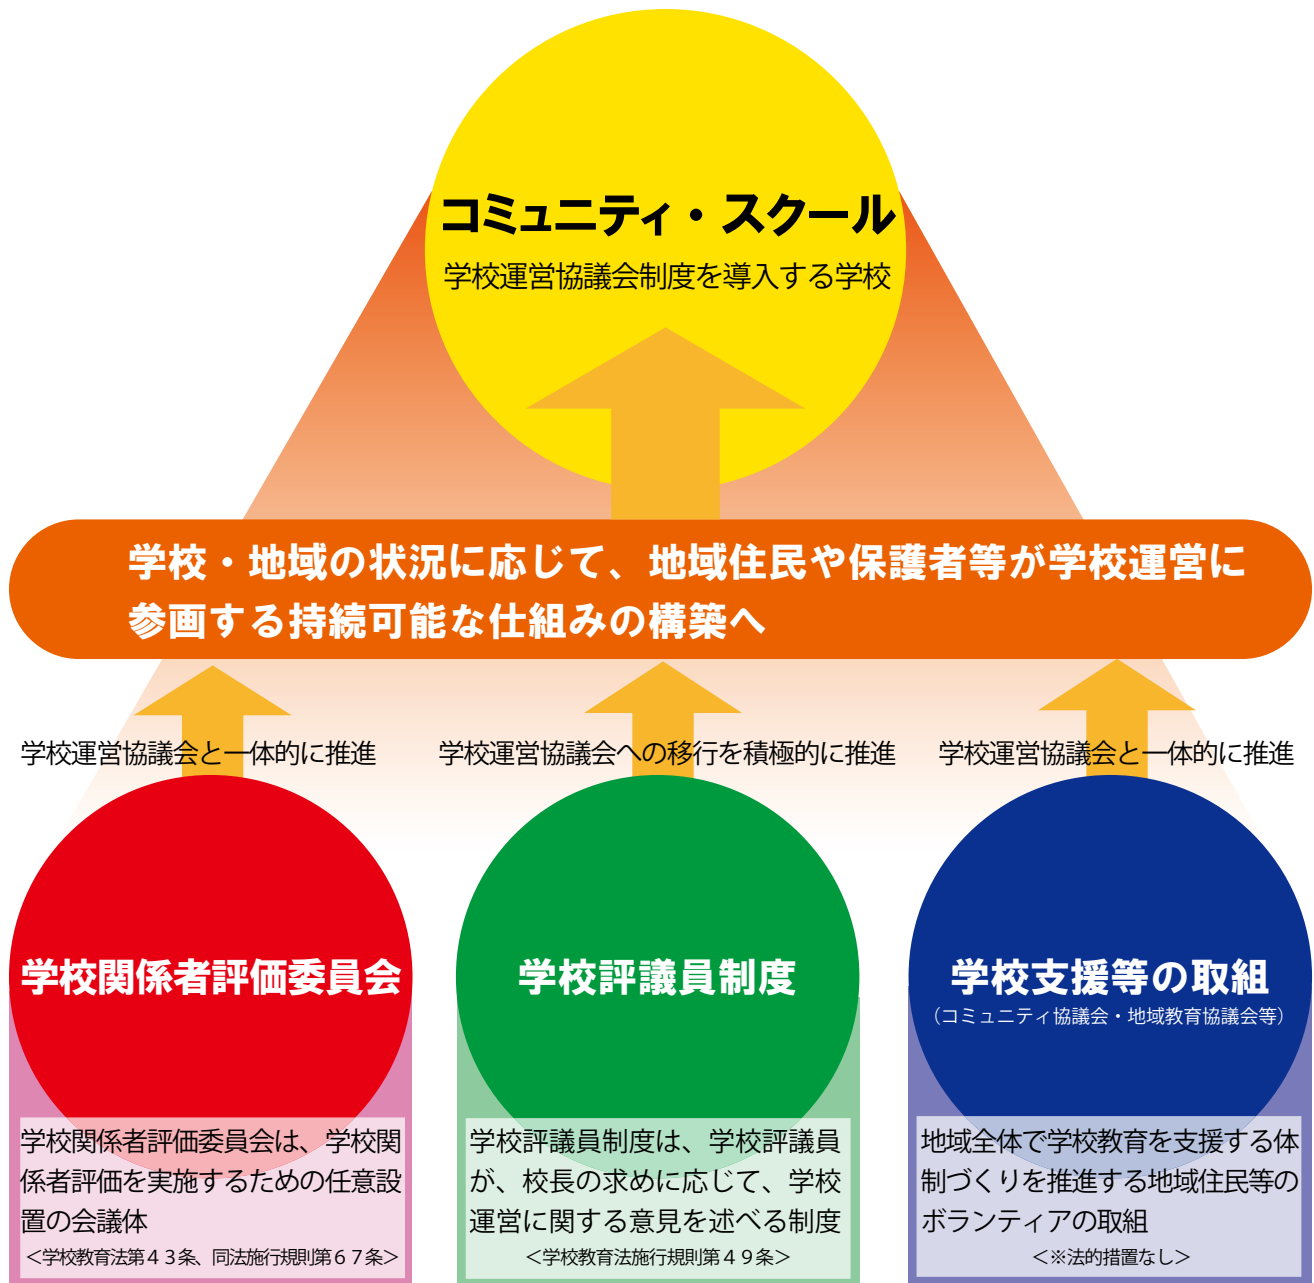 コミュニティ・スクール
学校運営協議会制度を導入する学校
学校・地域の状況に応じて、地域住民や保護者等が学校運営に
参画する持続可能な仕組みの構築へ
学校運営協議会と一体的に推進
学校運営協議会への移行を積極的に推進
学校運営協議会と一体的に推進
学校関係者評価委員会
学校関係者評価委員会は、学校関
係者評価を実施するための任意設
置の会議体
＜学校教育法第４３条、同法施行規則第６７条＞
学校評議員制度
学校評議員制度は、学校評議員
が、校長の求めに応じて、学校
運営に関する意見を述べる制度
＜学校教育法施行規則第４９条＞
学校支援等の取組
（コミュニティ協議会・地域教育協議会等）
地域全体で学校教育を支援する体
制づくりを推進する地域住民等の
ボランティアの取組
＜※法的措置なし＞